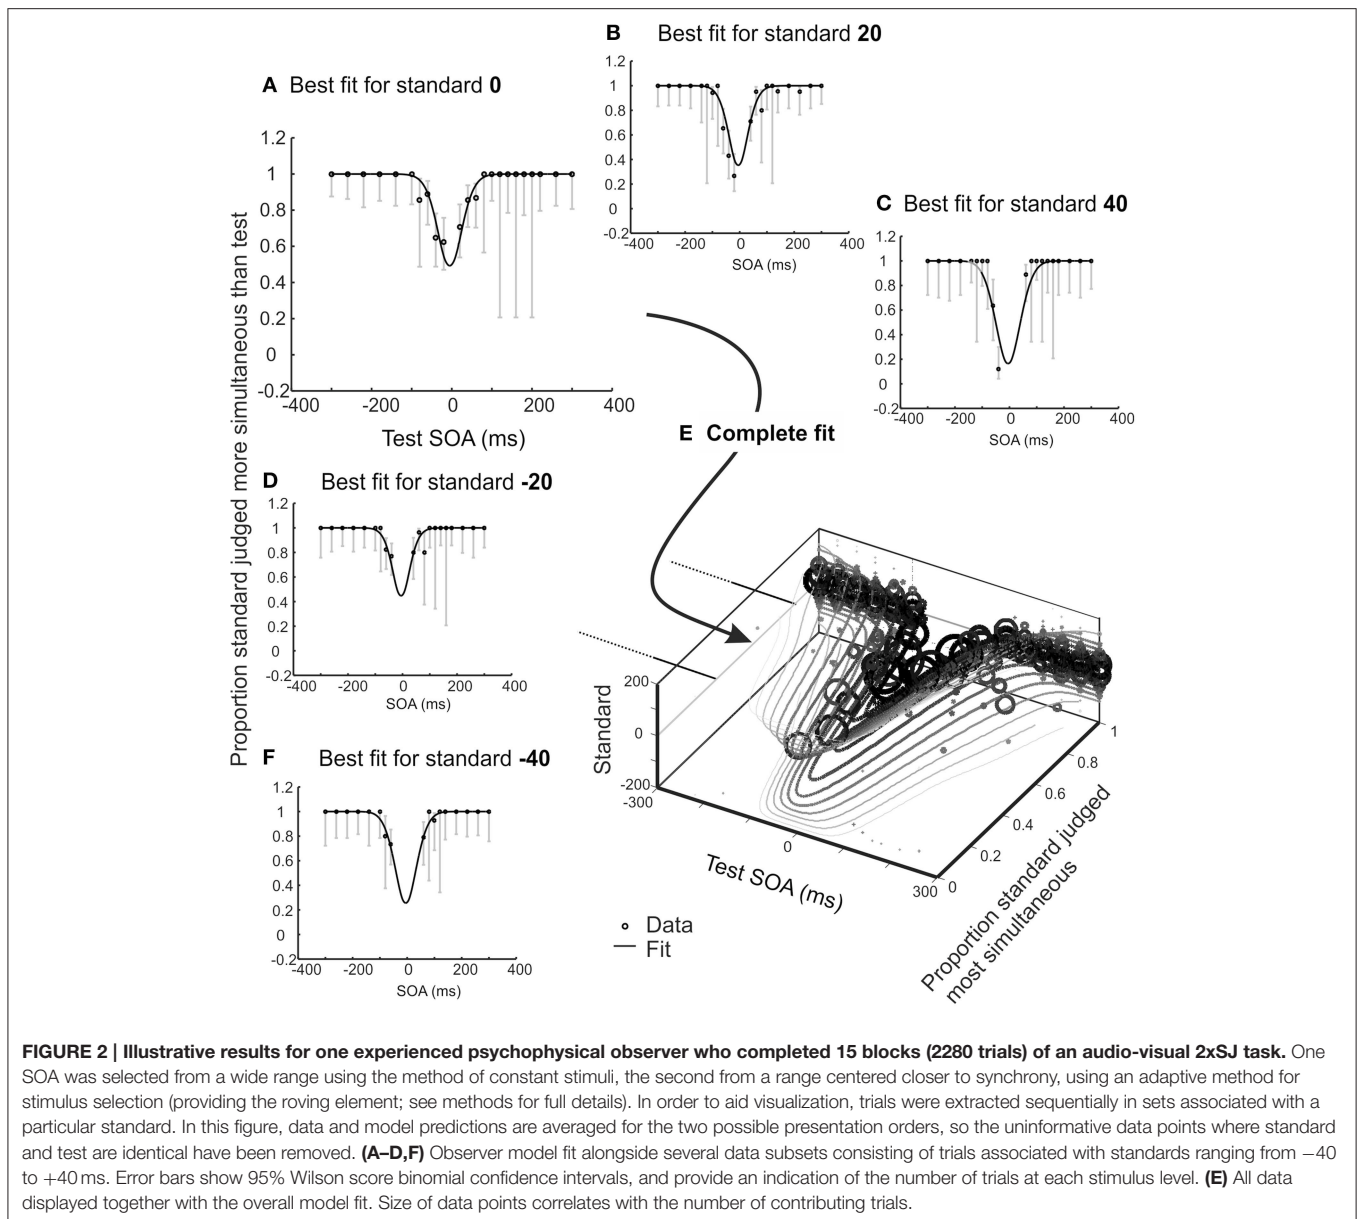 A Best fit for standard 0
1.2
1
0.8
0.6
0.4
0.2
0
-0.2
-400 -200 0 200 400
Test SOA (ms)
Proportion standard judged more simultaneous than test
B Best fit for standard 20
1.2
1
0.8
0.6
0.4
0.2
0
-0.2
-400 -200 0 200 400
SOA (ms)
C Best fit for standard 40
1.2
1
0.8
0.6
0.4
0.2
0
-0.2
-400 -200 0 200 400
SOA (ms)
D Best fit for standard -20
1.2
1
0.8
0.6
0.4
0.2
0
-0.2
-400 -200 0 200 400
SOA (ms)
E Complete fit
200
0
-200
Standard
-300
0
300
Test SOA (ms)
0
0.2
0.4
0.6
0.8
1
Proportion standard judged
most simultaneous
Data
Fit
F Best fit for standard -40
1.2
1
0.8
0.6
0.4
0.2
0
-0.2
-400 -200 0 200 400
SOA (ms)
FIGURE 2 | Illustrative results for one experienced psychophysical observer who completed 15 blocks (2280 trials) of an audio-visual 2xSJ task. One
SOA was selected from a wide range using the method of constant stimuli, the second from a range centered closer to synchrony, using an adaptive method for
stimulus selection (providing the roving element; see methods for full details). In order to aid visualization, trials were extracted sequentially in sets associated with a
particular standard. In this figure, data and model predictions are averaged for the two possible presentation orders, so the uninformative data points where standard
and test are identical have been removed. (A–D,F) Observer model fit alongside several data subsets consisting of trials associated with standards ranging from −40
to +40 ms. Error bars show 95% Wilson score binomial confidence intervals, and provide an indication of the number of trials at each stimulus level. (E) All data
displayed together with the overall model fit. Size of data points correlates with the number of contributing trials.